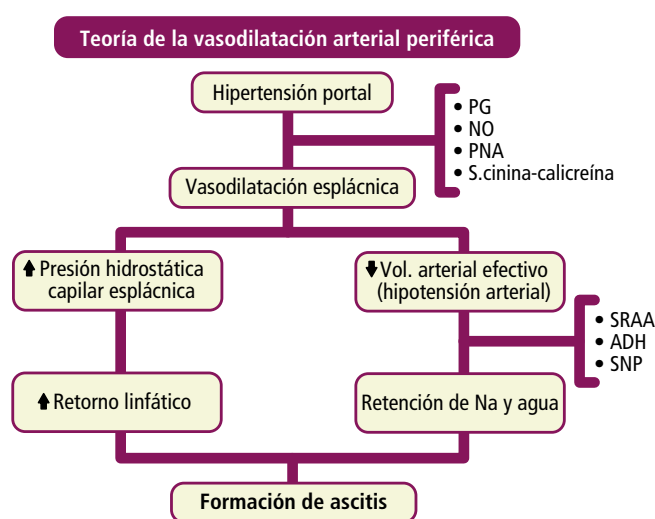 Teoría de la vasodilatación arterial periférica
Hipertensión portal
• PG
• NO
• PNA
• S.cinina-calicreína
Vasodilatación esplácnica
⬆ Presión hidrostática
capilar esplácnica
⬇ Vol. arterial efectivo
(hipotensión arterial)
• SRAA
• ADH
• SNP
⬆ Retorno linfático
Retención de Na y agua
Formación de ascitis